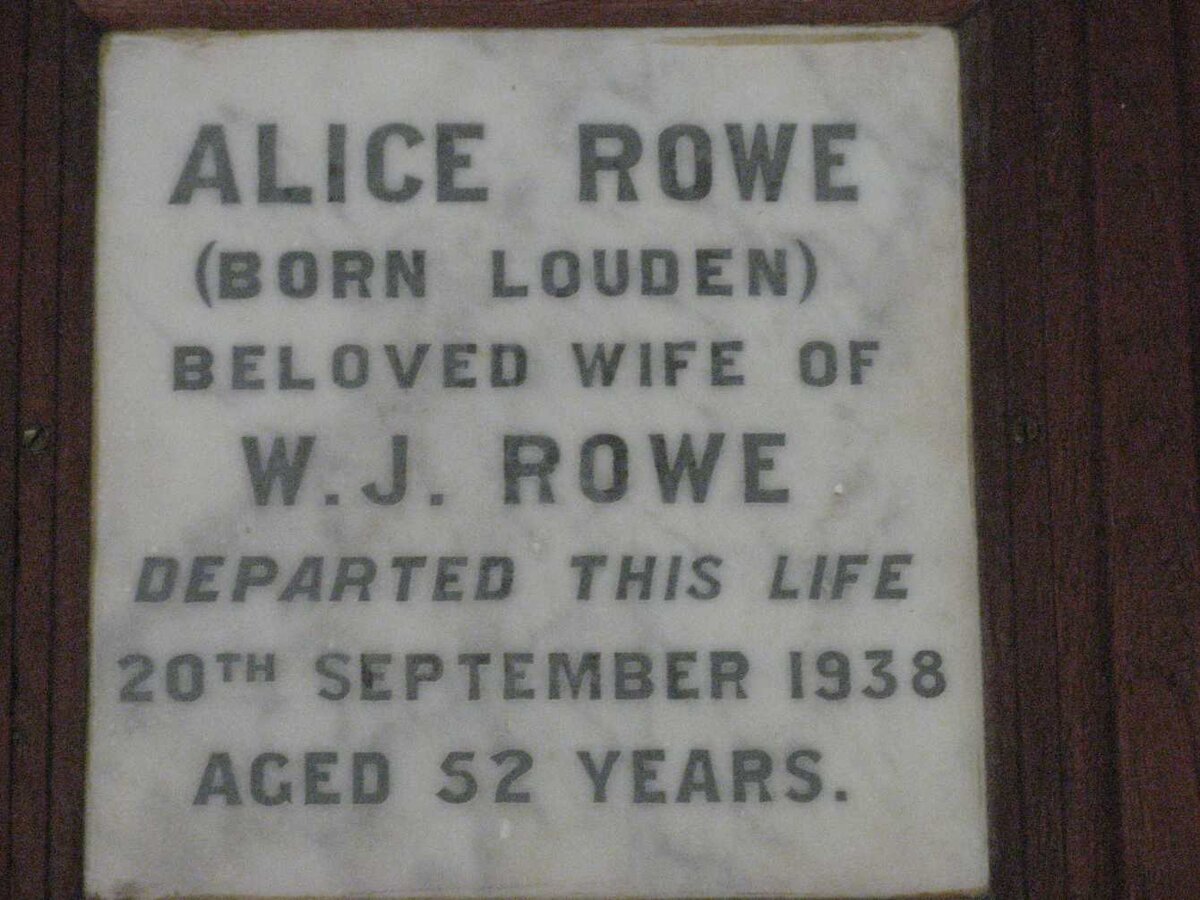 ALICE ROWE
(BORN LOUDEN)
BELOVED WIFE OF
W.J. ROWE
DEPARTED THIS LIFE
20TH SEPTEMBER 1938
AGED 52 YEARS.